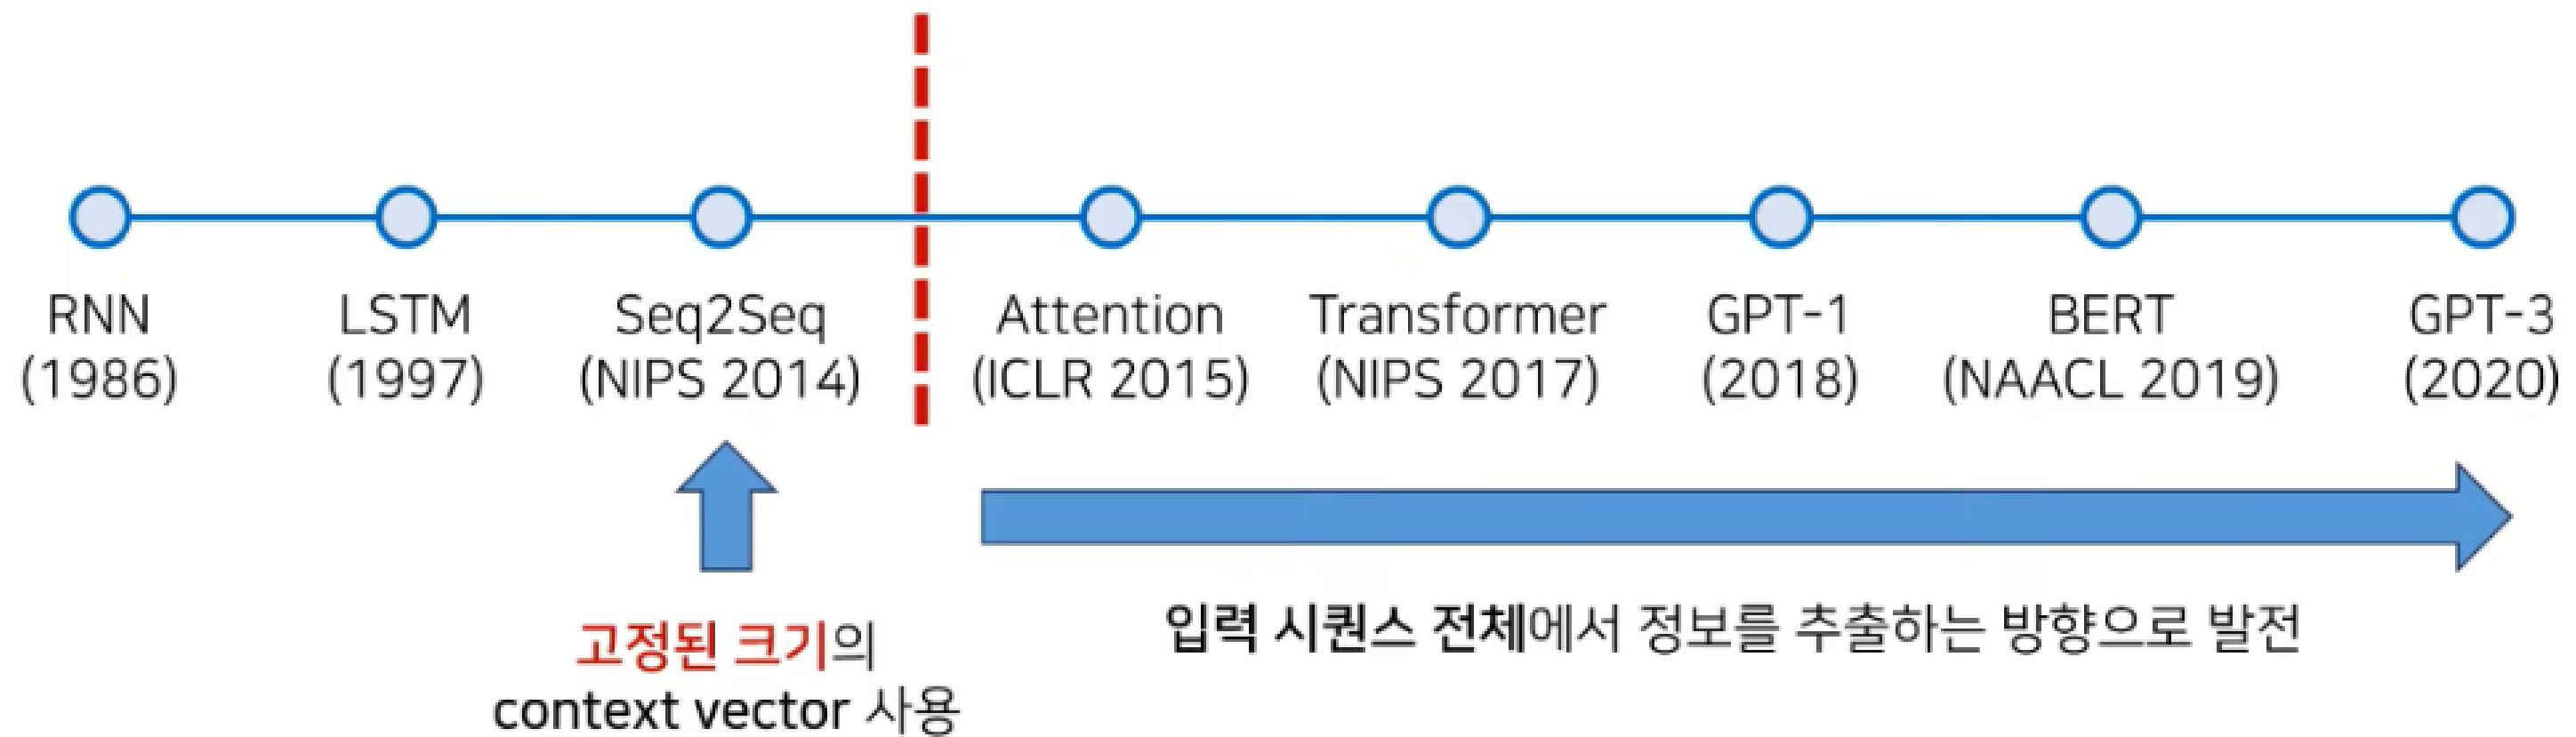 RNN
(1986)
LSTM
(1997)
Seq2Seq
(NIPS 2014)
Attention
(ICLR 2015)
Transformer
(NIPS 2017)
GPT-1
(2018)
BERT
(NAACL 2019)
GPT-3
(2020)
고정된 크기의
context vector 사용
입력 시퀀스 전체에서 정보를 추출하는 방향으로 발전